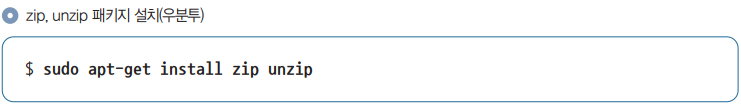 zip, unzip 패키지 설치(우분투)
$ sudo apt-get install zip unzip